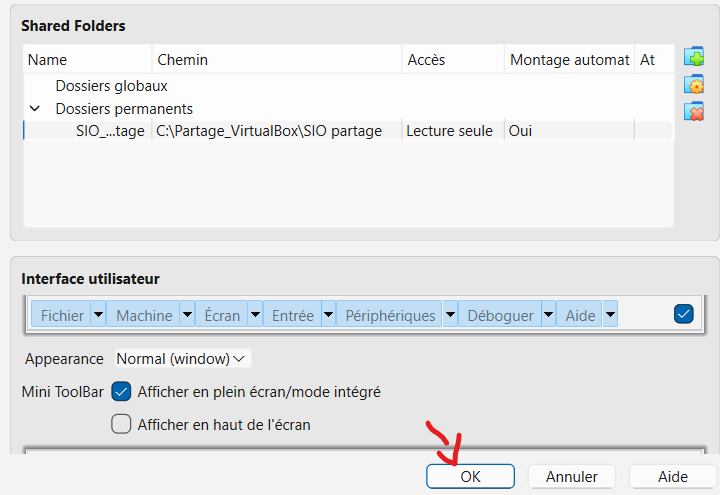 Shared Folders
Name Chemin Accès Montage automat At
Dossiers globaux
Dossiers permanents
SIO_...tage C:\Partage_VirtualBox\SIO partage Lecture seule Oui
Interface utilisateur
Fichier Machine Écran Entrée Périphériques Déboguer Aide
Appearance Normal (window)
Mini ToolBar Afficher en plein écran/mode intégré
Afficher en haut de l'écran
OK Annuler Aide